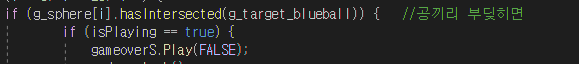 if (g_sphere[i].hasIntersected(g_target_blueball)) { //공끼리 부딪히면
if (isPlaying == true) {
gameoverS.Play(FALSE);